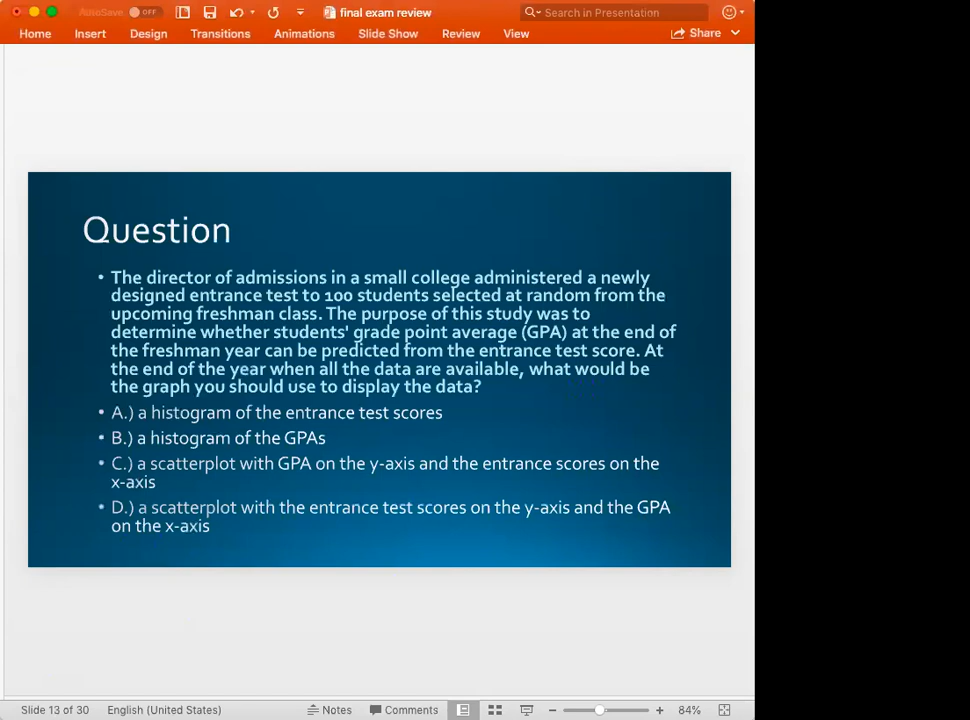 AutoSave OFF final exam review Search in Presentation
Home Insert Design Transitions Animations Slide Show Review View Share
Question
• The director of admissions in a small college administered a newly
designed entrance test to 100 students selected at random from the
upcoming freshman class. The purpose of this study was to
determine whether students' grade point average (GPA) at the end of
the freshman year can be predicted from the entrance test score. At
the end of the year when all the data are available, what would be
the graph you should use to display the data?
• A.) a histogram of the entrance test scores
• B.) a histogram of the GPAs
• C.) a scatterplot with GPA on the y-axis and the entrance scores on the
x-axis
• D.) a scatterplot with the entrance test scores on the y-axis and the GPA
on the x-axis
Slide 13 of 30 English (United States) Notes Comments 84%